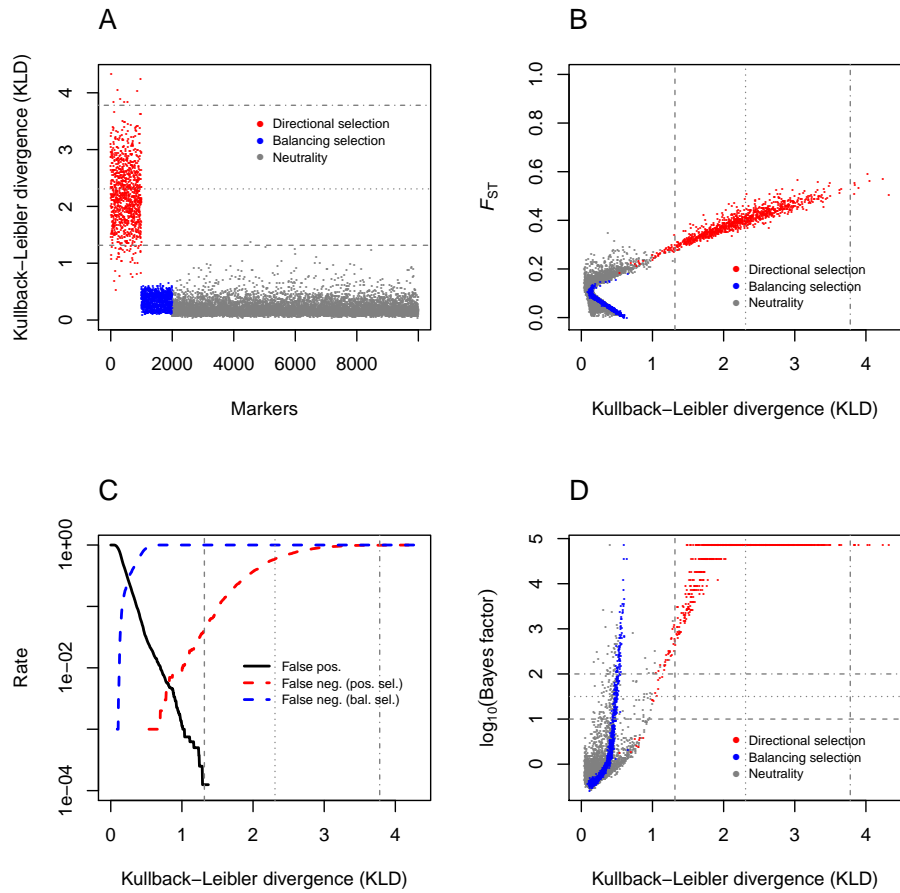 A
Kullback–Leibler divergence (KLD)
4
3
2
1
0
Directional selection
Balancing selection
Neutrality
0 2000 4000 6000 8000
Markers
B
FST
1.0
0.8
0.6
0.4
0.2
0.0
Directional selection
Balancing selection
Neutrality
0 1 2 3 4
Kullback–Leibler divergence (KLD)
C
Rate
1e+00
1e−02
1e−04
False pos.
False neg. (pos. sel.)
False neg. (bal. sel.)
0 1 2 3 4
Kullback–Leibler divergence (KLD)
D
log10(Bayes factor)
5
4
3
2
1
0
Directional selection
Balancing selection
Neutrality
0 1 2 3 4
Kullback–Leibler divergence (KLD)